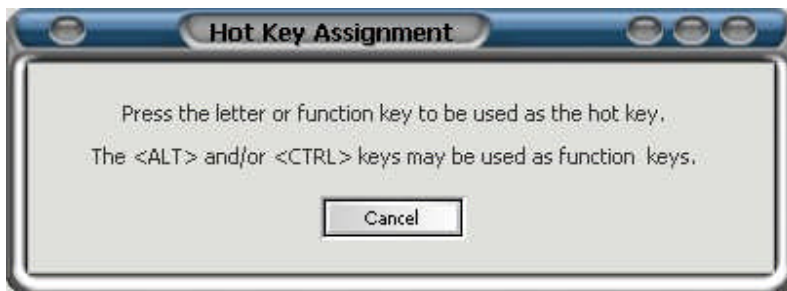 Hot Key Assignment
Press the letter or function key to be used as the hot key.
The <ALT> and/or <CTRL> keys may be used as function  keys.
Cancel